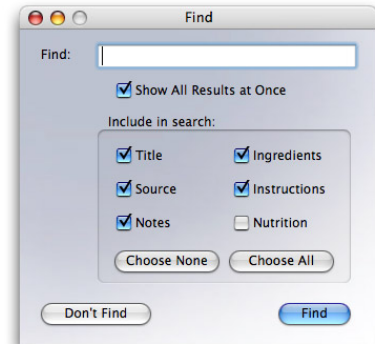 Find
Find:
Show All Results at Once
Include in search:
Title Ingredients
Source Instructions
Notes Nutrition
Choose None Choose All
Don't Find Find